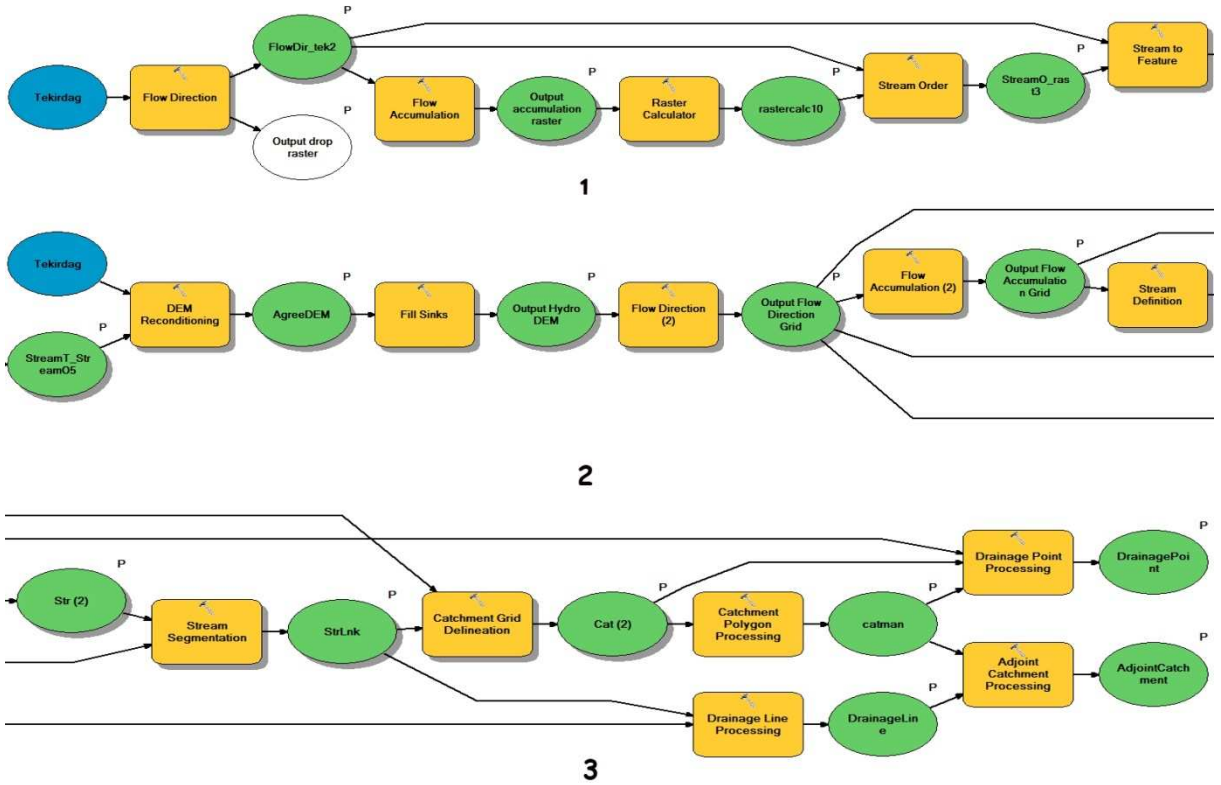 P
P
FlowDir_tek2
Stream to
Feature
P
P
P
Tekirdag
Flow Direction
Flow
Accumulation
Output
accumulation
raster
Raster
Calculator
rastercalc10
Stream Order
StreamO_ras
t3
Output drop
raster
1
Tekirdag
P
P
P
P
P
DEM
Reconditioning
AgreeDEM
Fill Sinks
Output Hydro
DEM
Flow Direction
(2)
Output Flow
Direction
Grid
Flow
Accumulation (2)
Output Flow
Accumulatio
n Grid
Stream
Definition
StreamT_Str
eamO5
2
P
P
P
P
Drainage Point
Processing
DrainagePoi
nt
Str (2)
Stream
Segmentation
StrLnk
Catchment Grid
Delineation
Cat (2)
Catchment
Polygon
Processing
catman
P
P
P
Adjoint
Catchment
Processing
AdjointCatch
ment
Drainage Line
Processing
DrainageLin
e
3